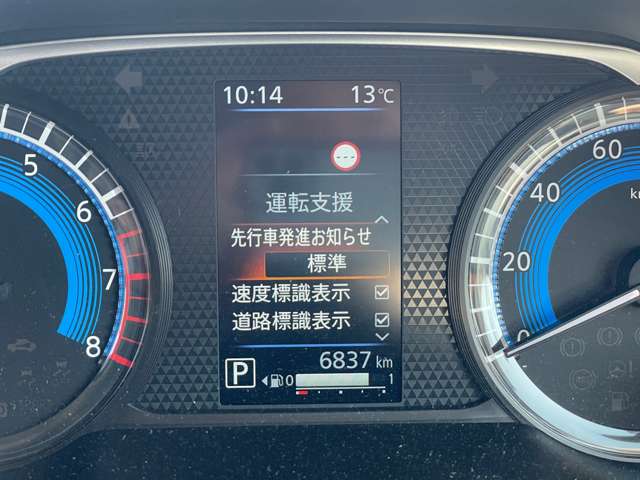 10:14 13℃
---
運転支援
先行車発進お知らせ
標準
速度標識表示
道路標識表示
6837 km
P 0 1
5
6
7
8
60
40
20
0